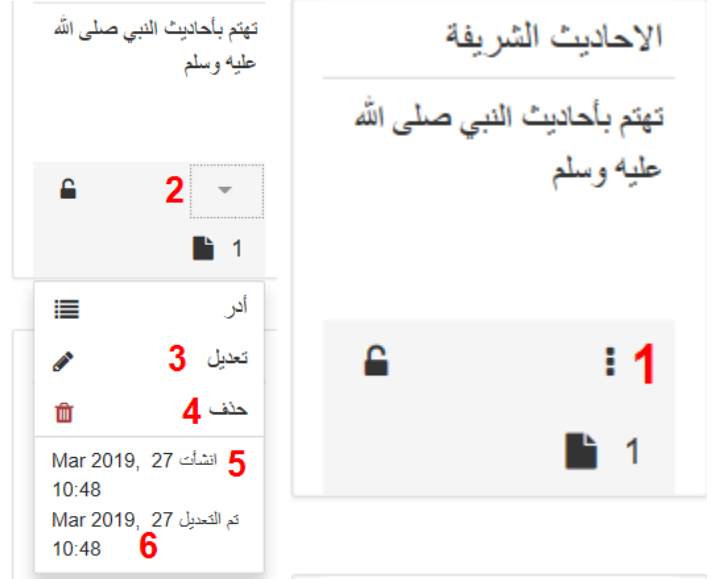 الاحاديث الشريفة
تهتم بأحاديث النبي صلى الله
عليه وسلم
1
1
تهتم بأحاديث النبي صلى الله
عليه وسلم
2
1
أدر
تعديل 3
حذف 4
انشأت 27 Mar 2019, 5
10:48
تم التعديل 27 Mar 2019,
10:48 6